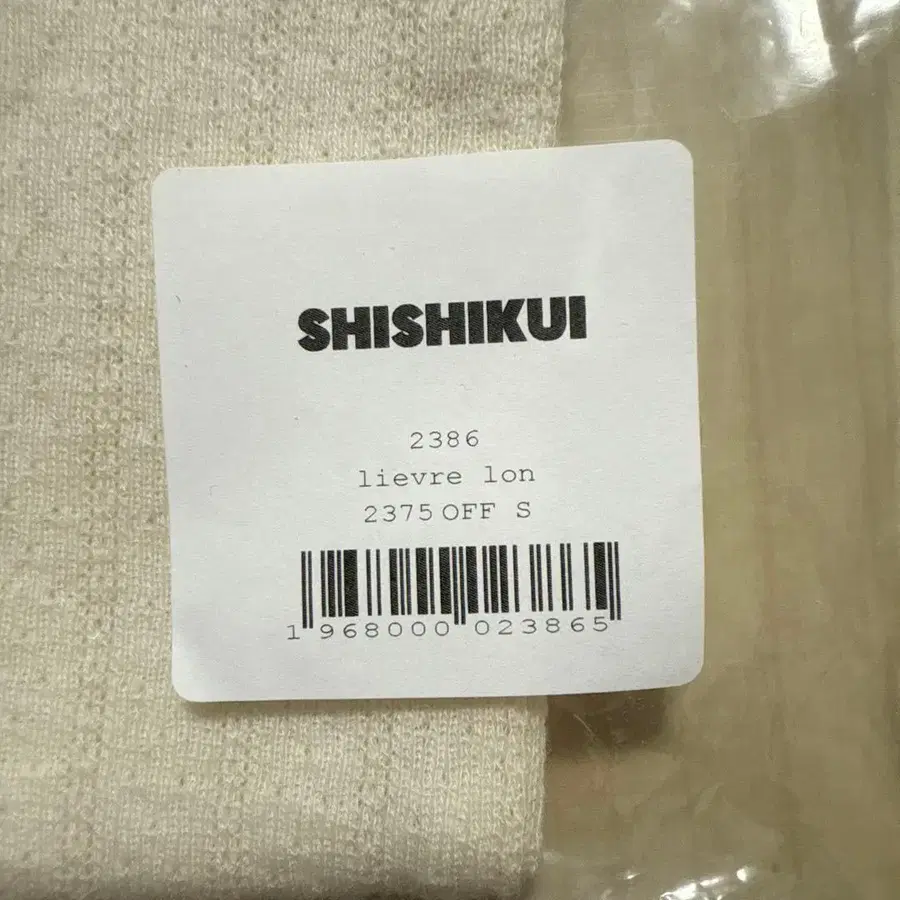 SHISHIKUI
2386
lievre lon
2375 OFF S
1 968000 023865